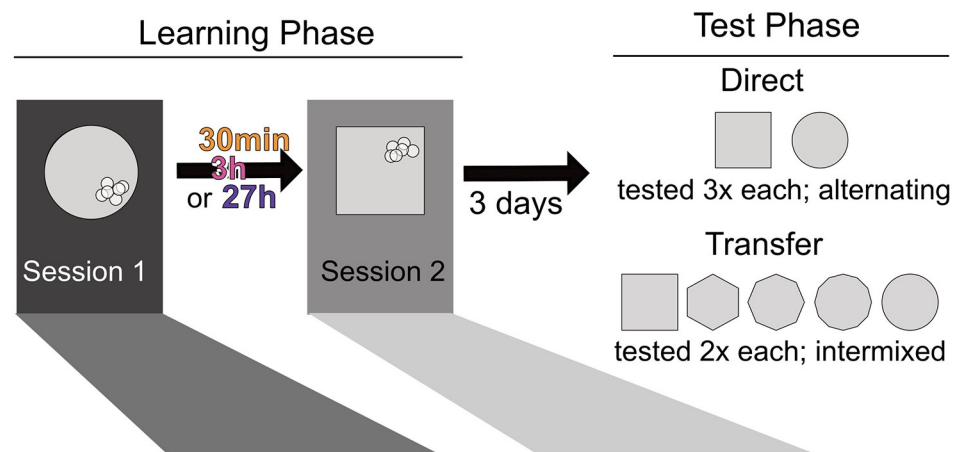 Learning Phase
Test Phase
Direct
30min
3h
or 27h
3 days
tested 3x each; alternating
Transfer
Session 1
Session 2
tested 2x each; intermixed